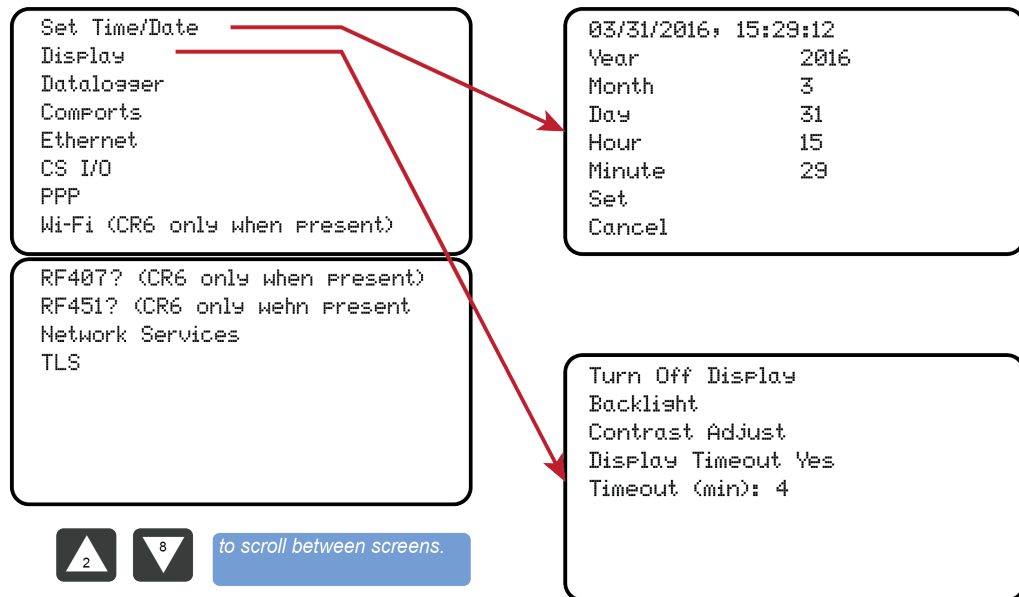 Set Time/Date
Display
Datalogger
Comports
Ethernet
CS I/O
PPP
Wi-Fi (CR6 only when present)
RF407? (CR6 only when present)
RF451? (CR6 only wehn present
Network Services
TLS
2
8
to scroll between screens.
03/31/2016, 15:29:12
Year 2016
Month 3
Day 31
Hour 15
Minute 29
Set
Cancel
Turn Off Display
Backlight
Contrast Adjust
Display Timeout Yes
Timeout (min): 4